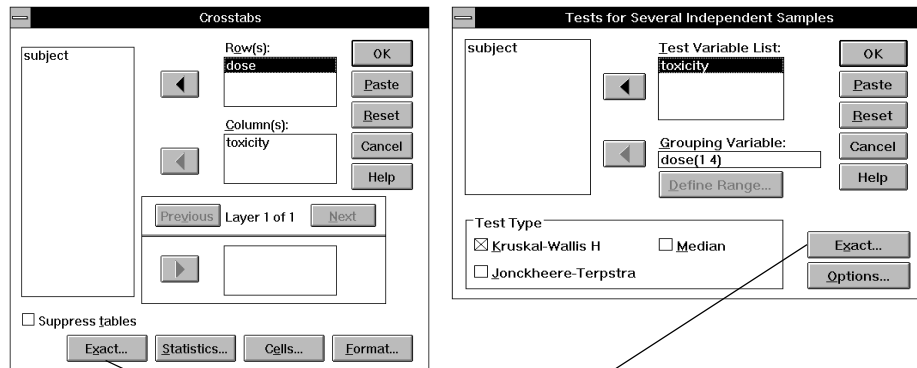 Crosstabs
subject
Row(s):
dose
Column(s):
toxicity
OK
Paste
Reset
Cancel
Help
Previous Layer 1 of 1 Next
Suppress tables
Exact... Statistics... Cells... Format...
Tests for Several Independent Samples
subject
Test Variable List:
toxicity
Grouping Variable:
dose(1 4)
Define Range...
OK
Paste
Reset
Cancel
Help
Test Type
Kruskal-Wallis H Median
Jonckheere-Terpstra
Exact...
Options...